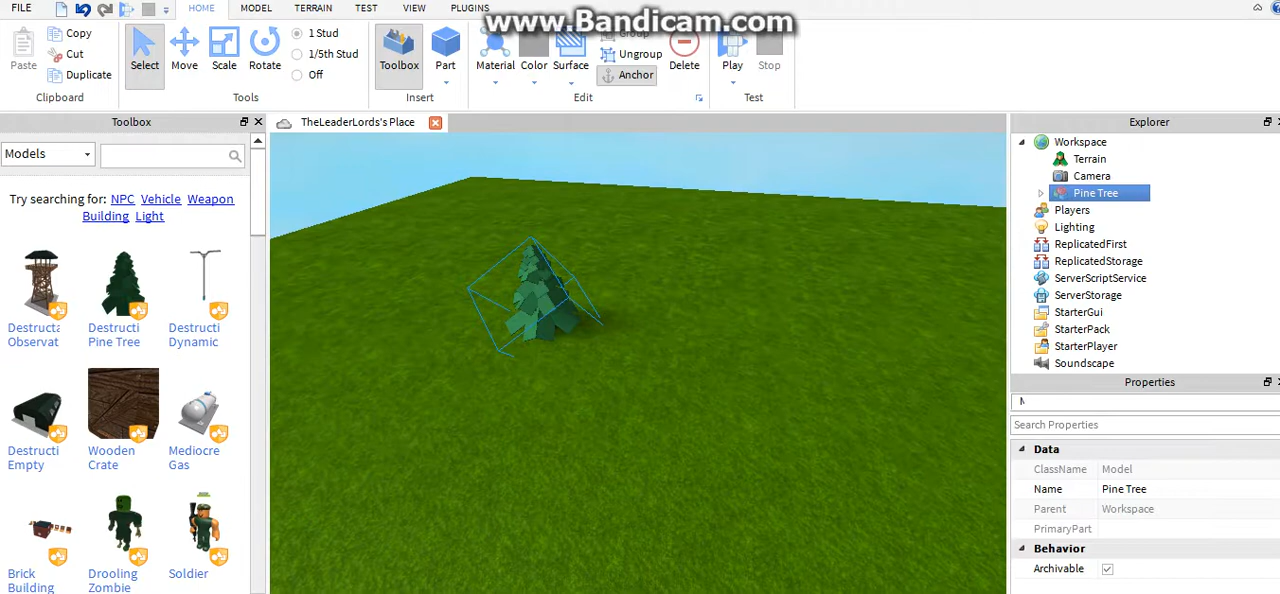 www.Bandicam.com
FILE HOME MODEL TERRAIN TEST VIEW PLUGINS
Paste
Copy
Cut
Duplicate
Clipboard
Select
Move
Scale
Rotate
1 Stud
1/5th Stud
Off
Tools
Toolbox
Part
Insert
Material
Color
Surface
Group
Ungroup
Anchor
Edit
Delete
Play
Stop
Test
Toolbox
Models
Try searching for: NPC Vehicle Weapon
Building Light
Destructi Destructi Destructi
Observat Pine Tree Dynamic
Destructi Wooden Mediocre
Empty Crate Gas
Brick Drooling Soldier
Building Zombie
TheLeaderLords's Place
Explorer
Workspace
Terrain
Camera
Pine Tree
Players
Lighting
ReplicatedFirst
ReplicatedStorage
ServerScriptService
ServerStorage
StarterGui
StarterPack
StarterPlayer
Soundscape
Properties
Search Properties
Data
ClassName Model
Name Pine Tree
Parent Workspace
PrimaryPart
Behavior
Archivable